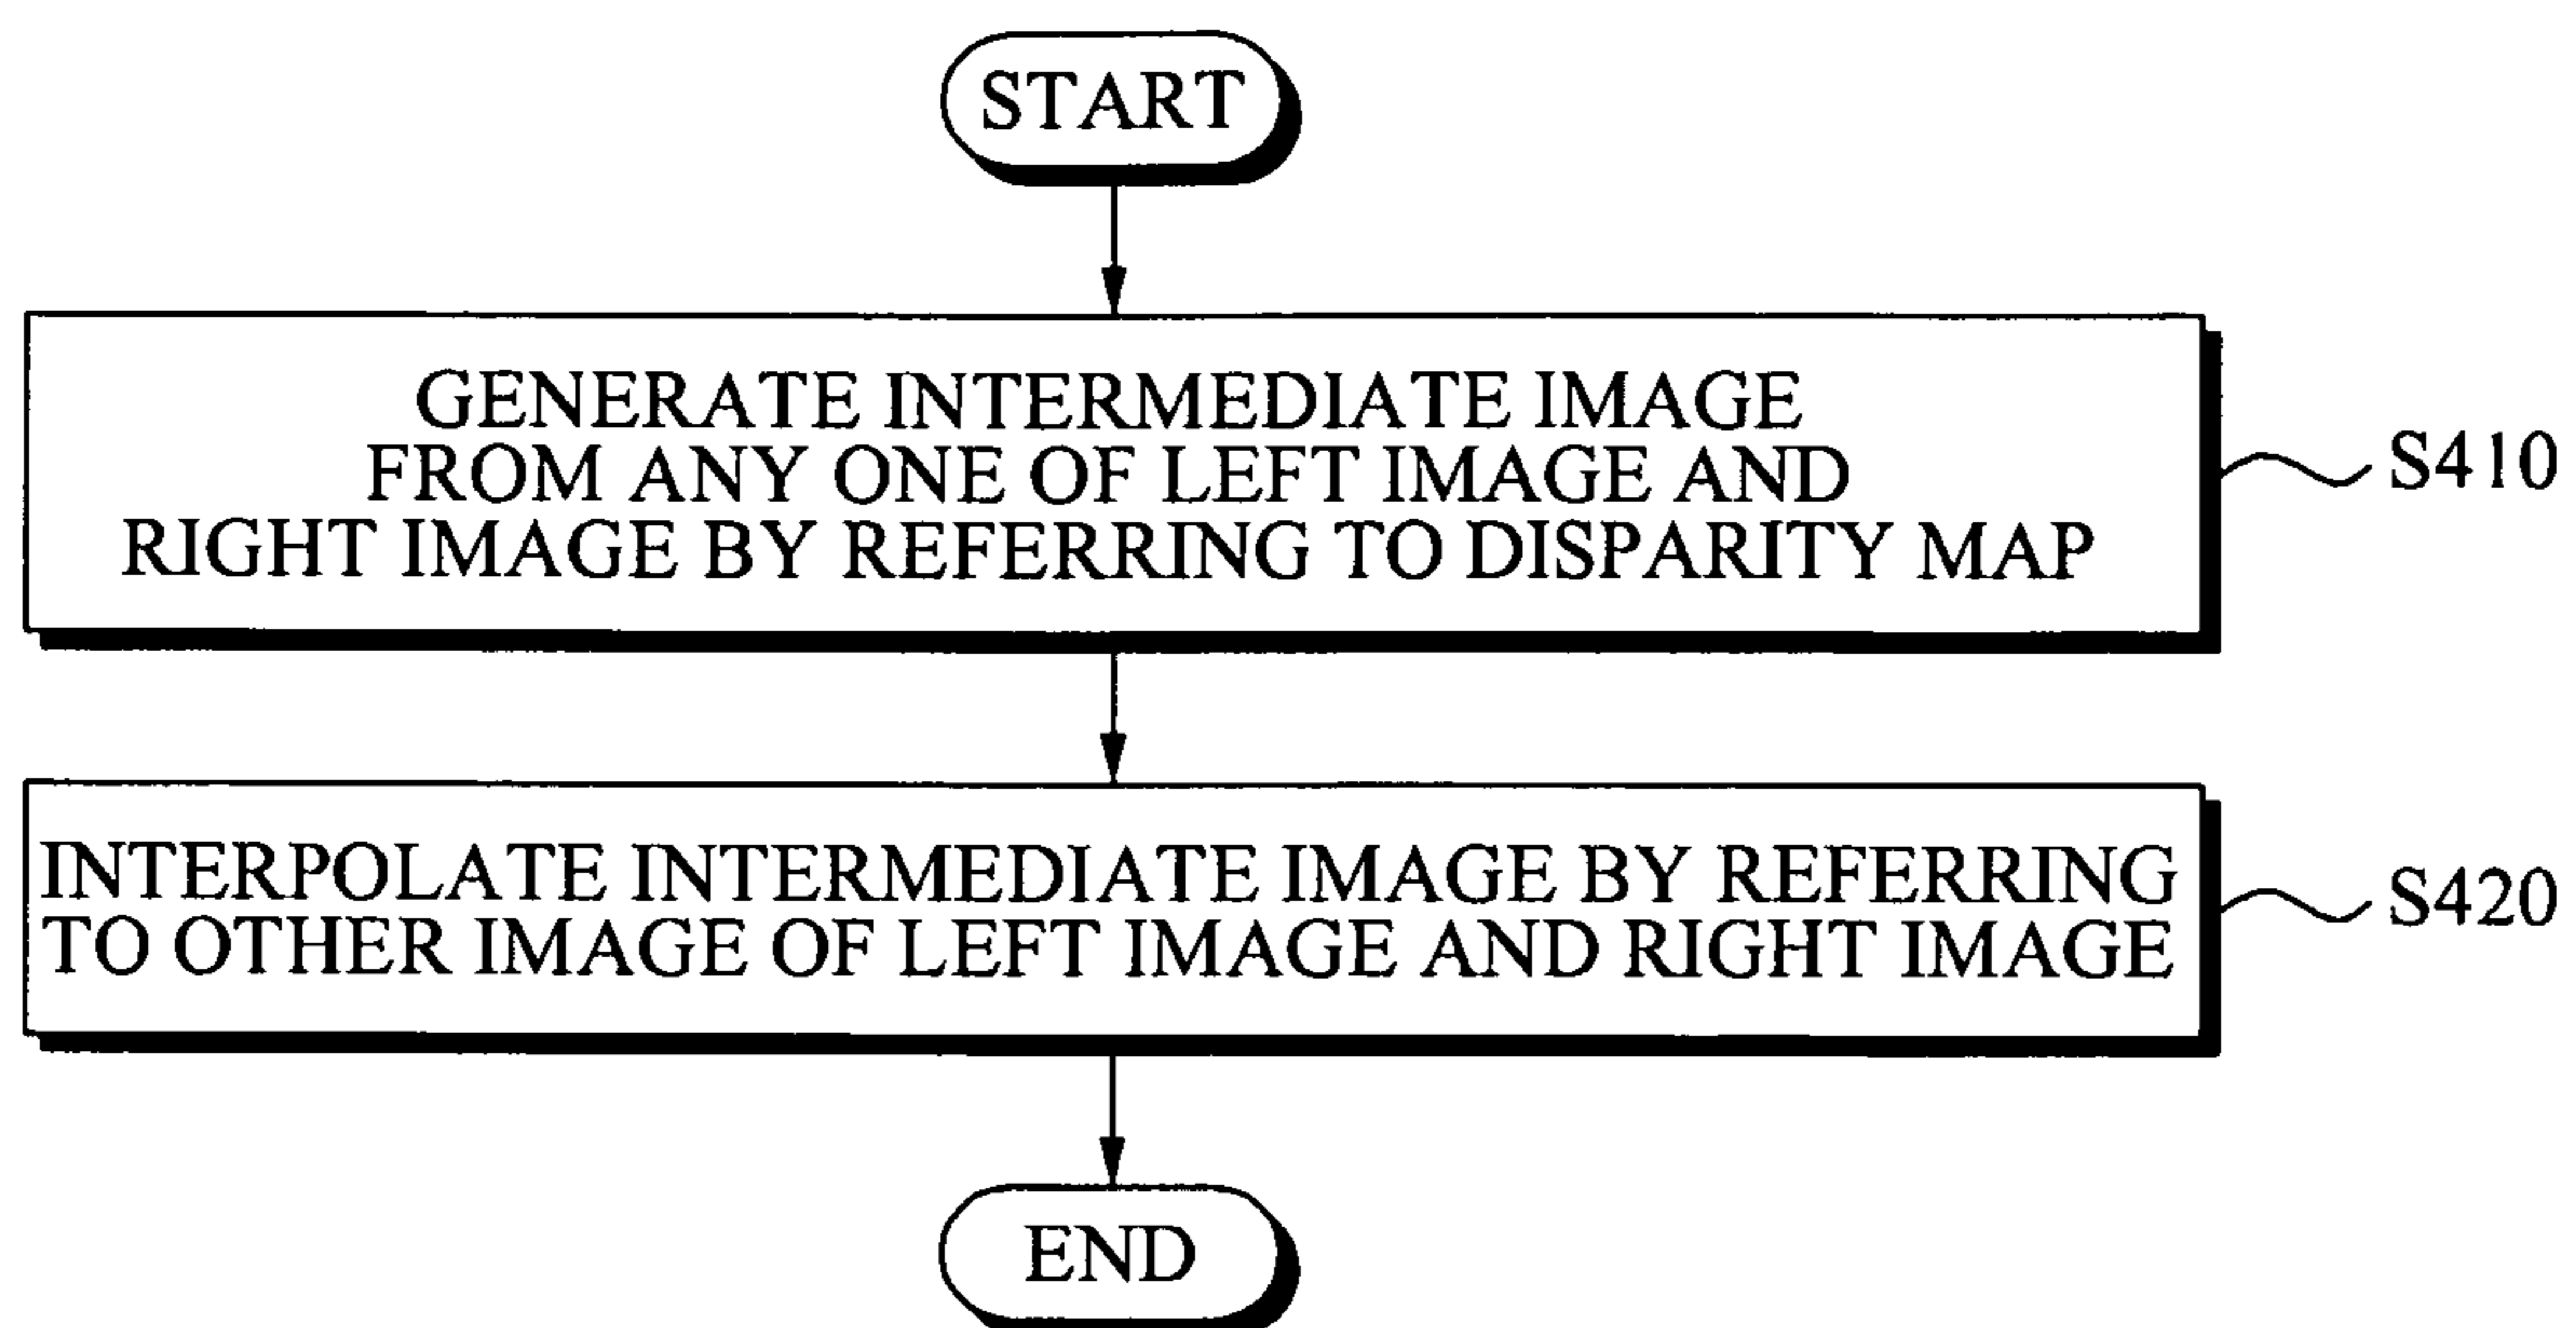 START
GENERATE INTERMEDIATE IMAGE
FROM ANY ONE OF LEFT IMAGE AND
RIGHT IMAGE BY REFERRING TO DISPARITY MAP
S410
INTERPOLATE INTERMEDIATE IMAGE BY REFERRING
TO OTHER IMAGE OF LEFT IMAGE AND RIGHT IMAGE
S420
END